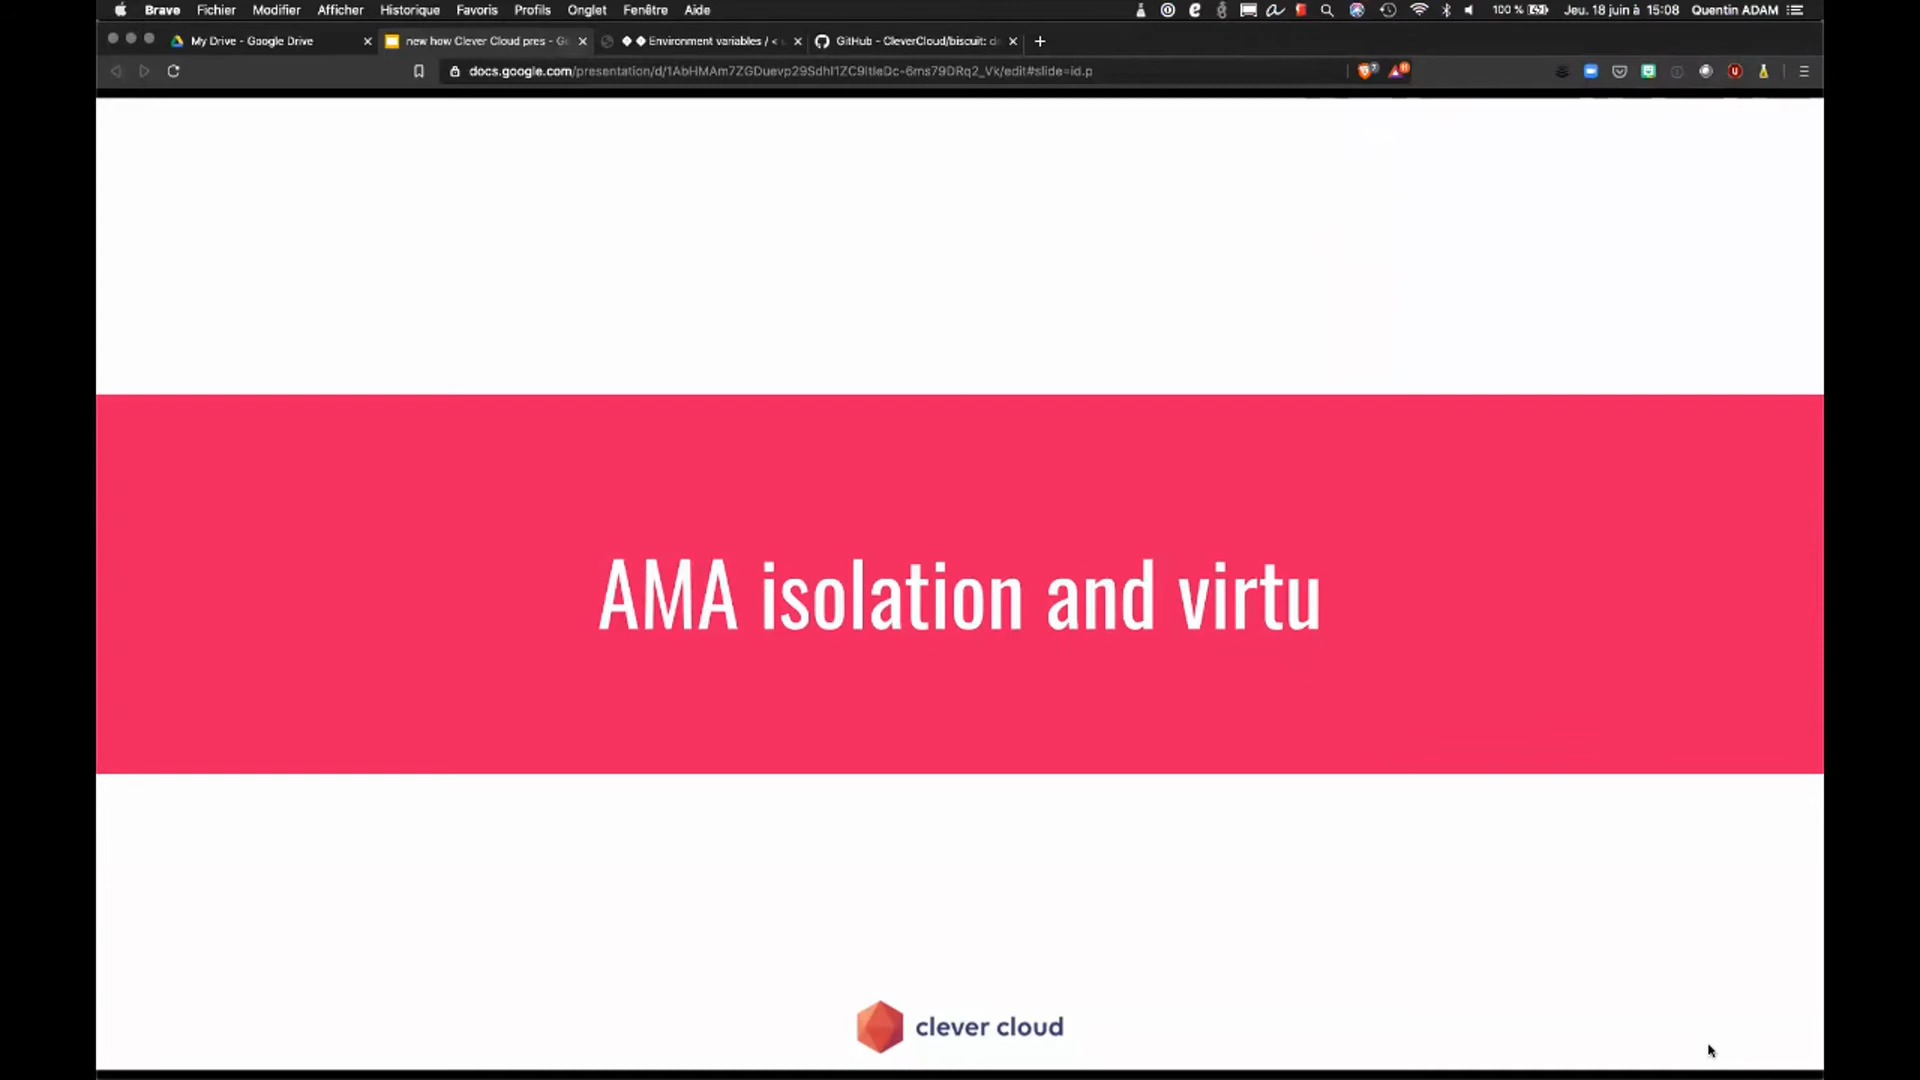 Brave Fichier Modifier Afficher Historique Favoris Profils Onglet Fenêtre Aide 100 % Jeu. 18 juin à 15:08 Quentin ADAM
My Drive - Google Drive new how Clever Cloud pres - Go Environment variables / < GitHub - CleverCloud/biscuit: de
docs.google.com/presentation/d/1AbHMAm7ZGDuevp29SdhI1ZC9ItleDc-6ms79DRq2_Vk/edit#slide=id.p
AMA isolation and virtu
clever cloud